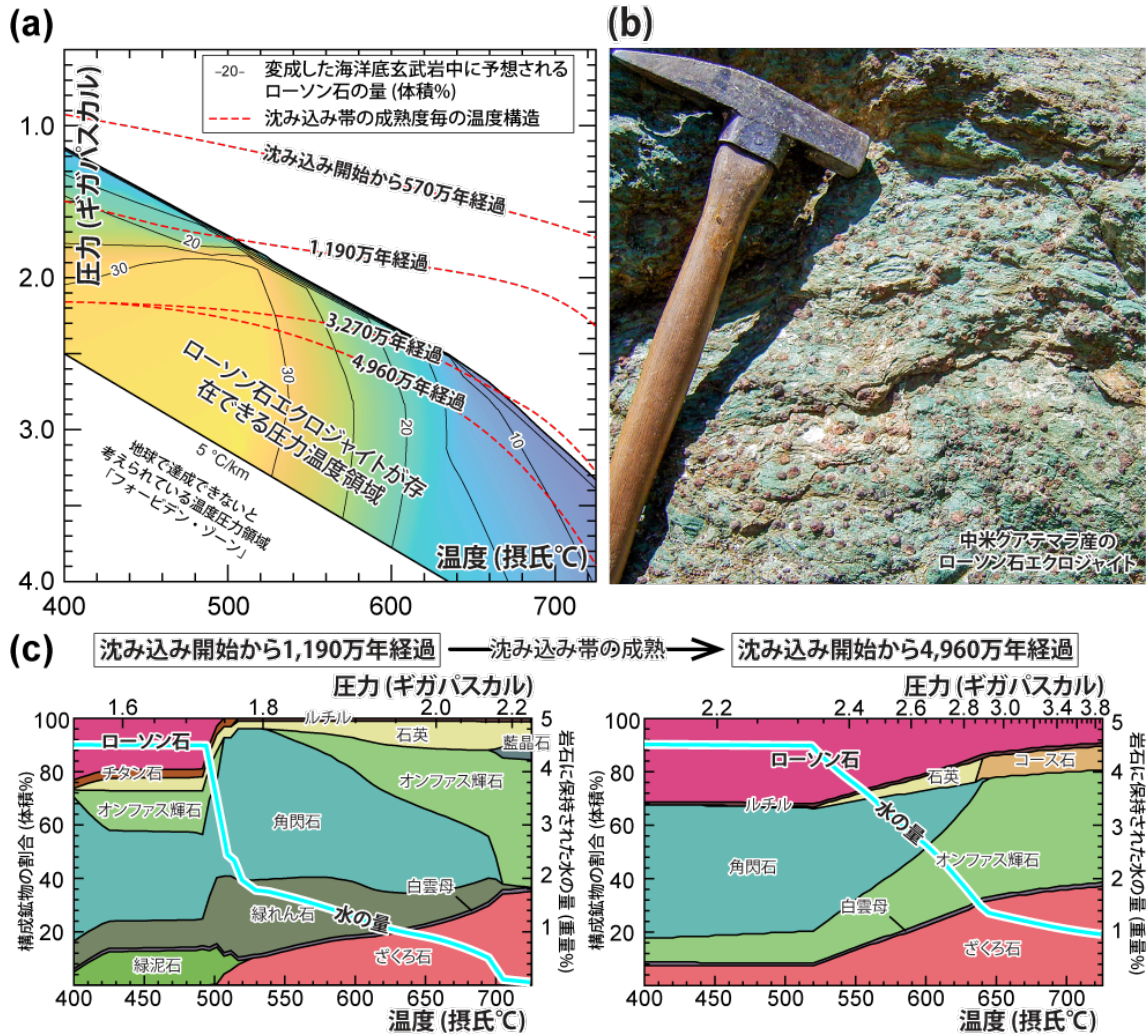 (a)
-20- 変成した海洋底玄武岩中に予想される
ローソン石の量 (体積%)
沈み込み帯の成熟度毎の温度構造
圧力 (ギガパスカル)
1.0
2.0
3.0
4.0
沈み込み開始から570万年経過
1,190万年経過
3,270万年経過
4,960万年経過
20
30
30
20
10
ローソン石エクロジャイトが存
在できる圧力温度領域
5 °C/km
地球で達成できないと
考えられている温度圧力領域
「フォービデン・ゾーン」
温度 (摂氏℃)
400 500 600 700
(b)
中米グアテマラ産の
ローソン石エクロジャイト
(c)
沈み込み開始から1,190万年経過
沈み込み帯の成熟
沈み込み開始から4,960万年経過
圧力 (ギガパスカル)
1.6 1.8 2.0 2.2
構成鉱物の割合 (体積%)
100
80
60
40
20
ローソン石
チタン石
オンファス輝石
緑泥石
ルチル
石英
藍晶石
オンファス輝石
角閃石
白雲母
緑れん石
水の量
ざくろ石
5
4
3
2
1
岩石に保持された水の量 (重量%)
400 500 600 700
温度 (摂氏℃)
圧力 (ギガパスカル)
2.2 2.4 2.6 2.8 3.0 3.4 3.8
構成鉱物の割合 (体積%)
100
80
60
40
20
ローソン石
ルチル
石英
コース石
水の量
角閃石
オンファス輝石
白雲母
ざくろ石
5
4
3
2
1
岩石に保持された水の量 (重量%)
400 500 600 700
温度 (摂氏℃)